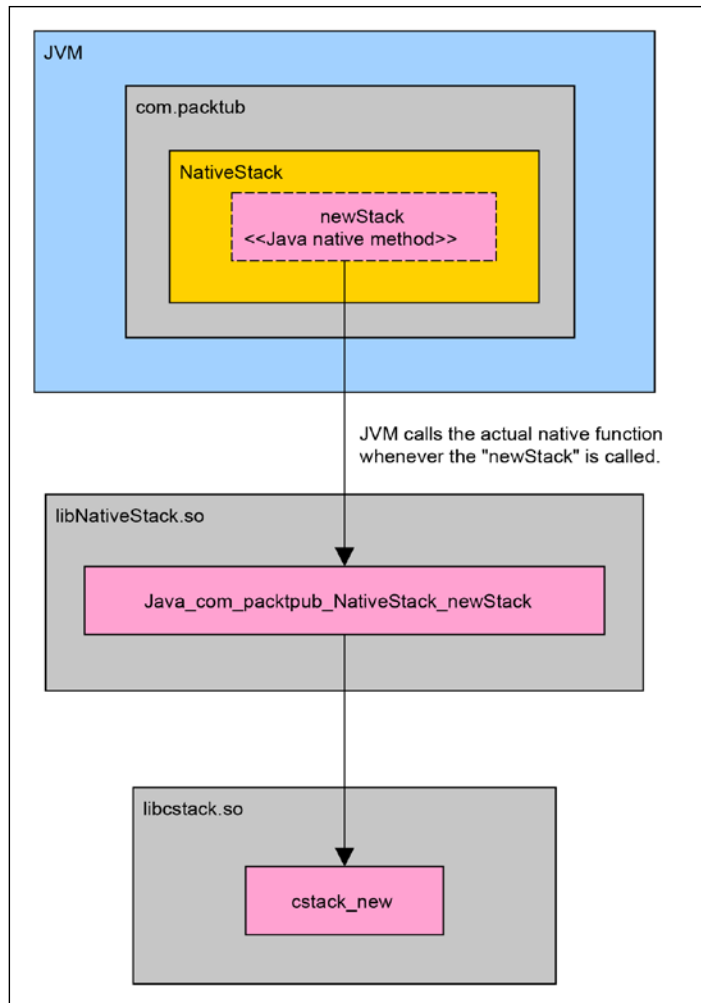 JVM
com.packtub
NativeStack
newStack
<<Java native method>>
JVM calls the actual native function
whenever the "newStack" is called.
libNativeStack.so
Java_com_packtpub_NativeStack_newStack
libcstack.so
cstack_new